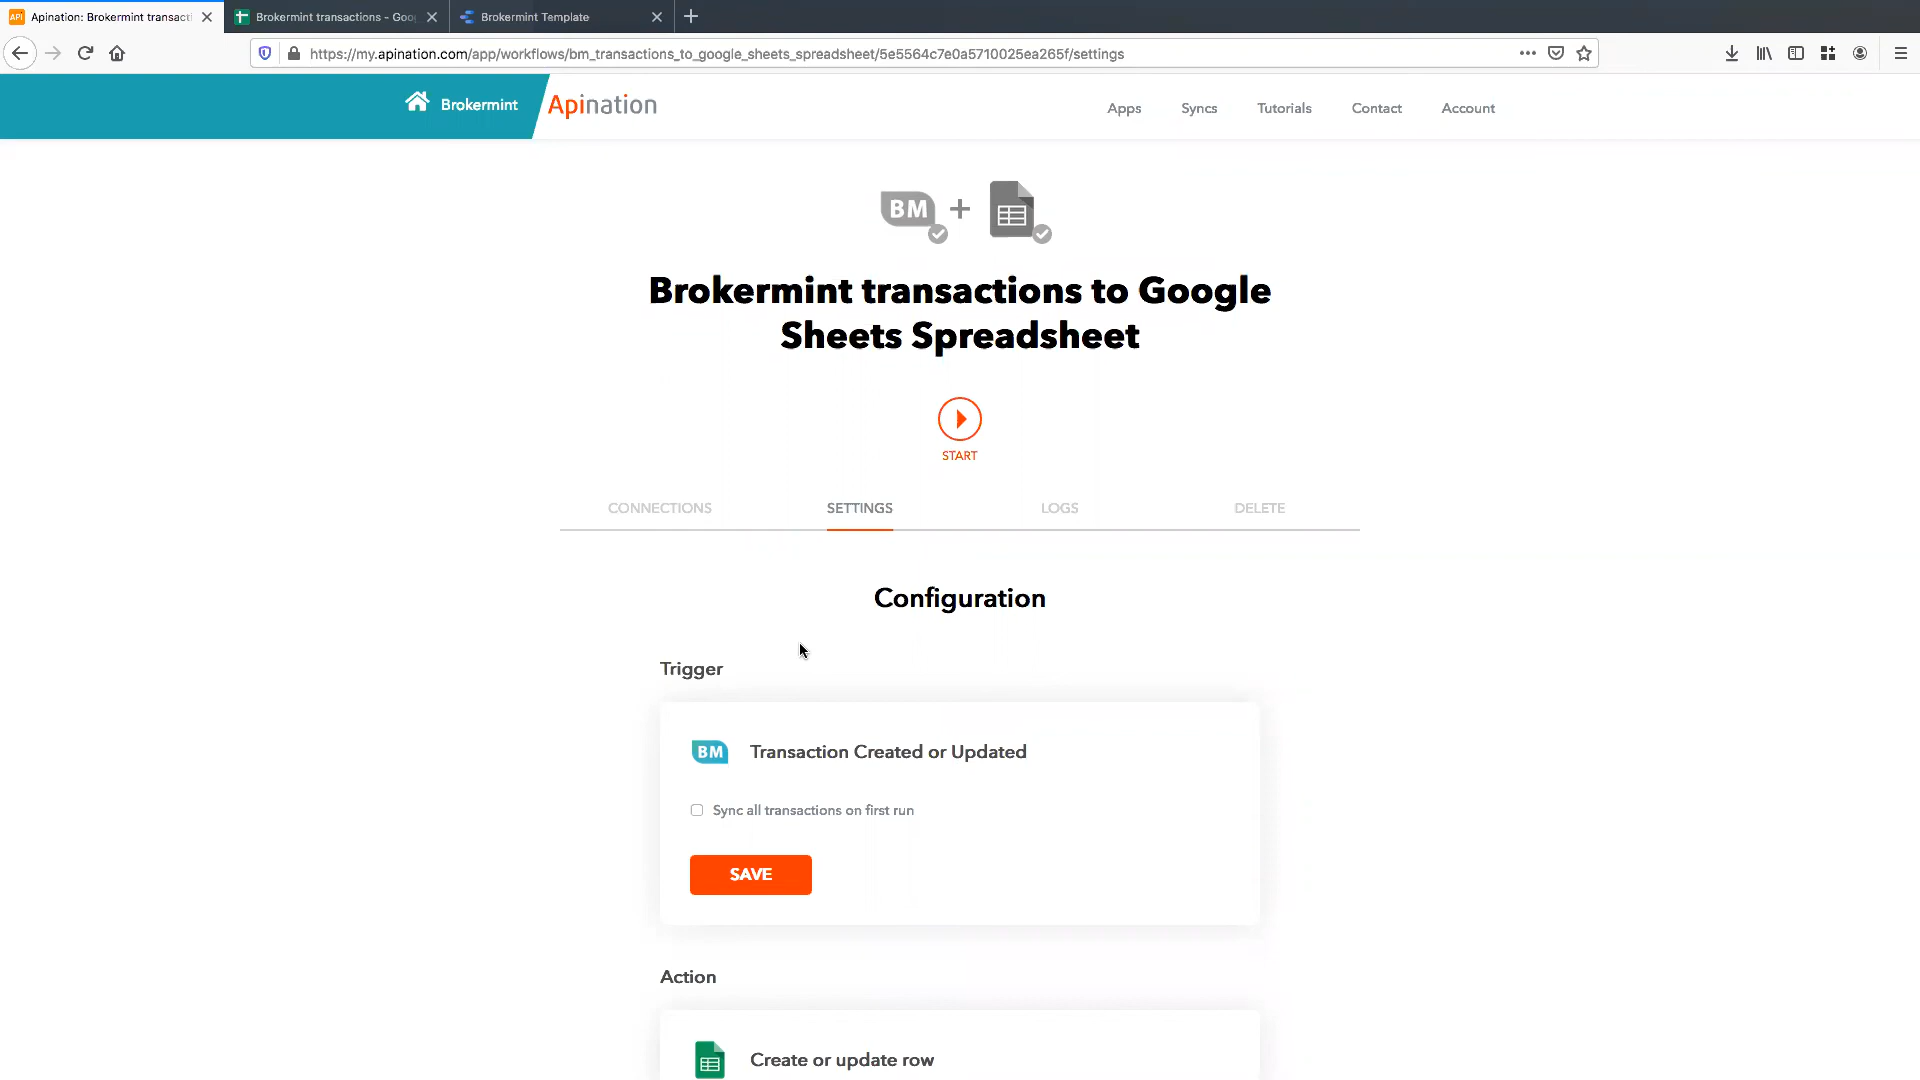 API Apination: Brokermint transacti
Brokermint transactions - Goo
Brokermint Template
https://my.apination.com/app/workflows/bm_transactions_to_google_sheets_spreadsheet/5e5564c7e0a5710025ea265f/settings
Brokermint
Apination
Apps
Syncs
Tutorials
Contact
Account
BM
Brokermint transactions to Google
Sheets Spreadsheet
START
CONNECTIONS
SETTINGS
LOGS
DELETE
Configuration
Trigger
BM Transaction Created or Updated
Sync all transactions on first run
SAVE
Action
Create or update row